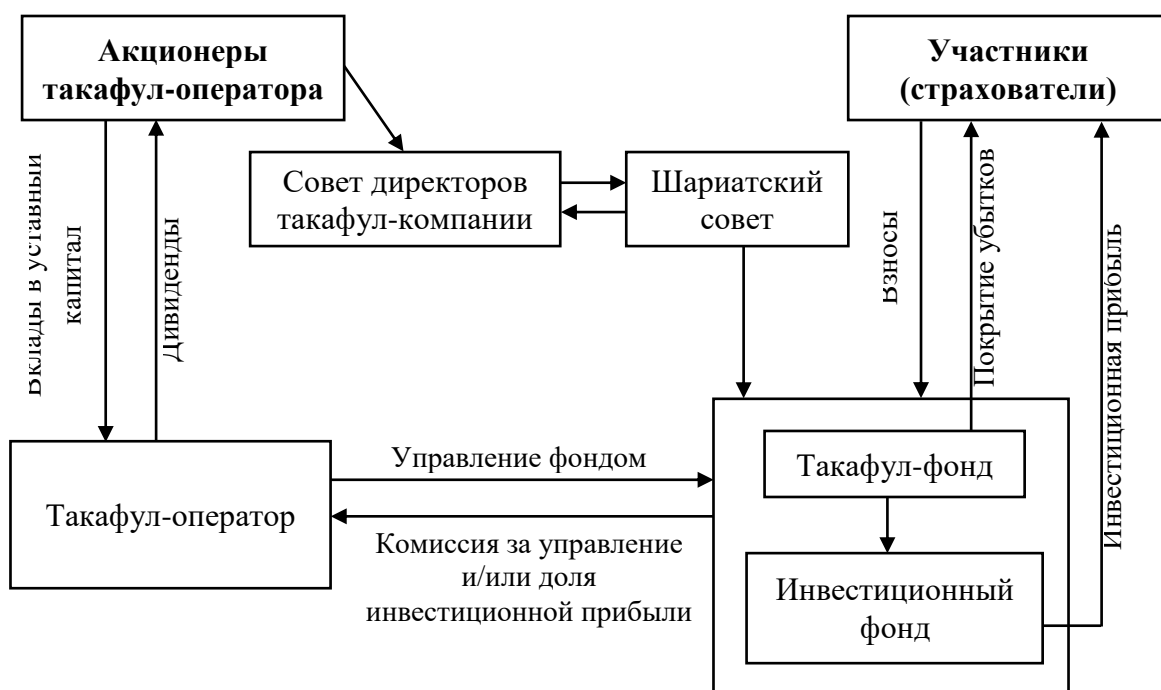 Акционеры
такафул-оператора
Участники
(страхователи)
Совет директоров
такафул-компании
Шариатский
совет
Вклады в уставный
капитал
Дивиденды
Взносы
Покрытие убытков
Инвестиционная прибыль
Такафул-оператор
Управление фондом
Комиссия за управление
и/или доля
инвестиционной прибыли
Такафул-фонд
Инвестиционный
фонд